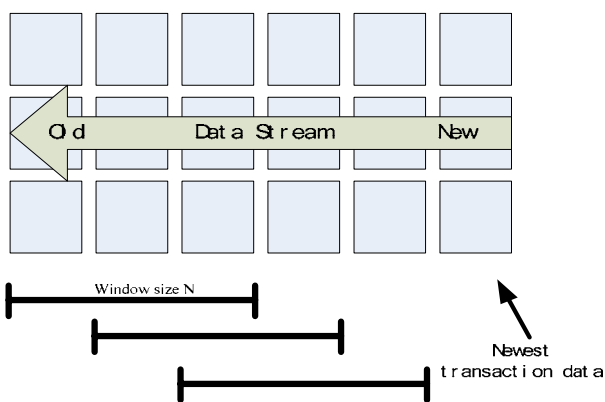 Old Data Stream New
Window size N
Newest
transaction data